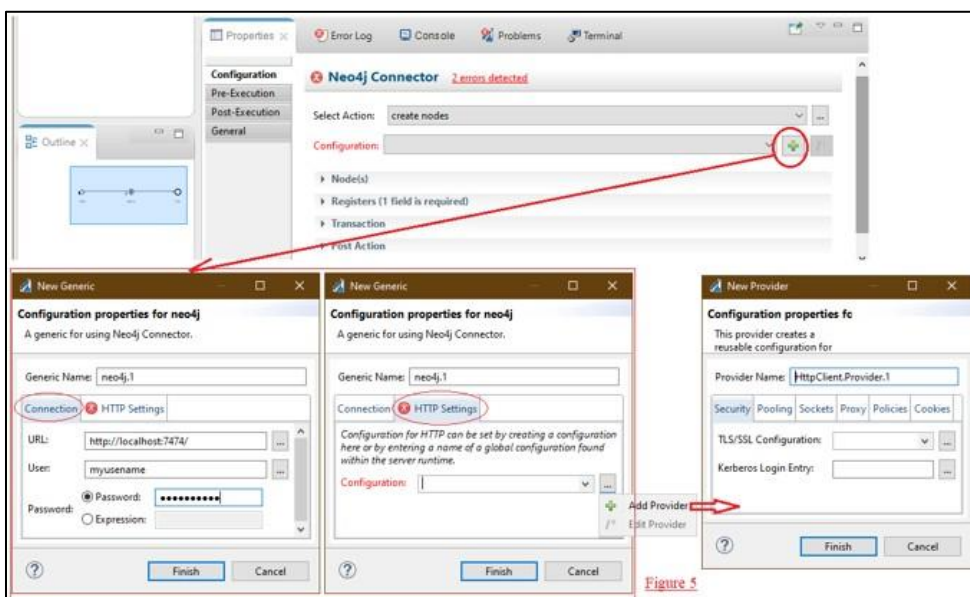 Properties
Error Log
Console
Problems
Terminal
Configuration
Pre-Execution
Post-Execution
General
Neo4j Connector 2 errors detected
Select Action: create nodes
Configuration:
Node(s)
Registers (1 field is required)
Transaction
Post Action
Outline
New Generic
Configuration properties for neo4j
A generic for using Neo4j Connector.
Generic Name: neo4j.1
Connection HTTP Settings
URL: http://localhost:7474/ ...
User: myusename ...
Password: Password: ●●●●●●●●●●
Expression:
Finish Cancel
New Generic
Configuration properties for neo4j
A generic for using Neo4j Connector.
Generic Name: neo4j.1
Connection HTTP Settings
Configuration for HTTP can be set by creating a configuration
here or by entering a name of a global configuration found
within the server runtime.
Configuration: ...
Add Provider
Edit Provider
Finish Cancel
New Provider
Configuration properties fo
This provider creates a
reusable configuration for
Provider Name: HttpClient.Provider.1
Security Pooling Sockets Proxy Policies Cookies
TLS/SSL Configuration: ...
Kerberos Login Entry: ...
Finish Cancel
Figure 5